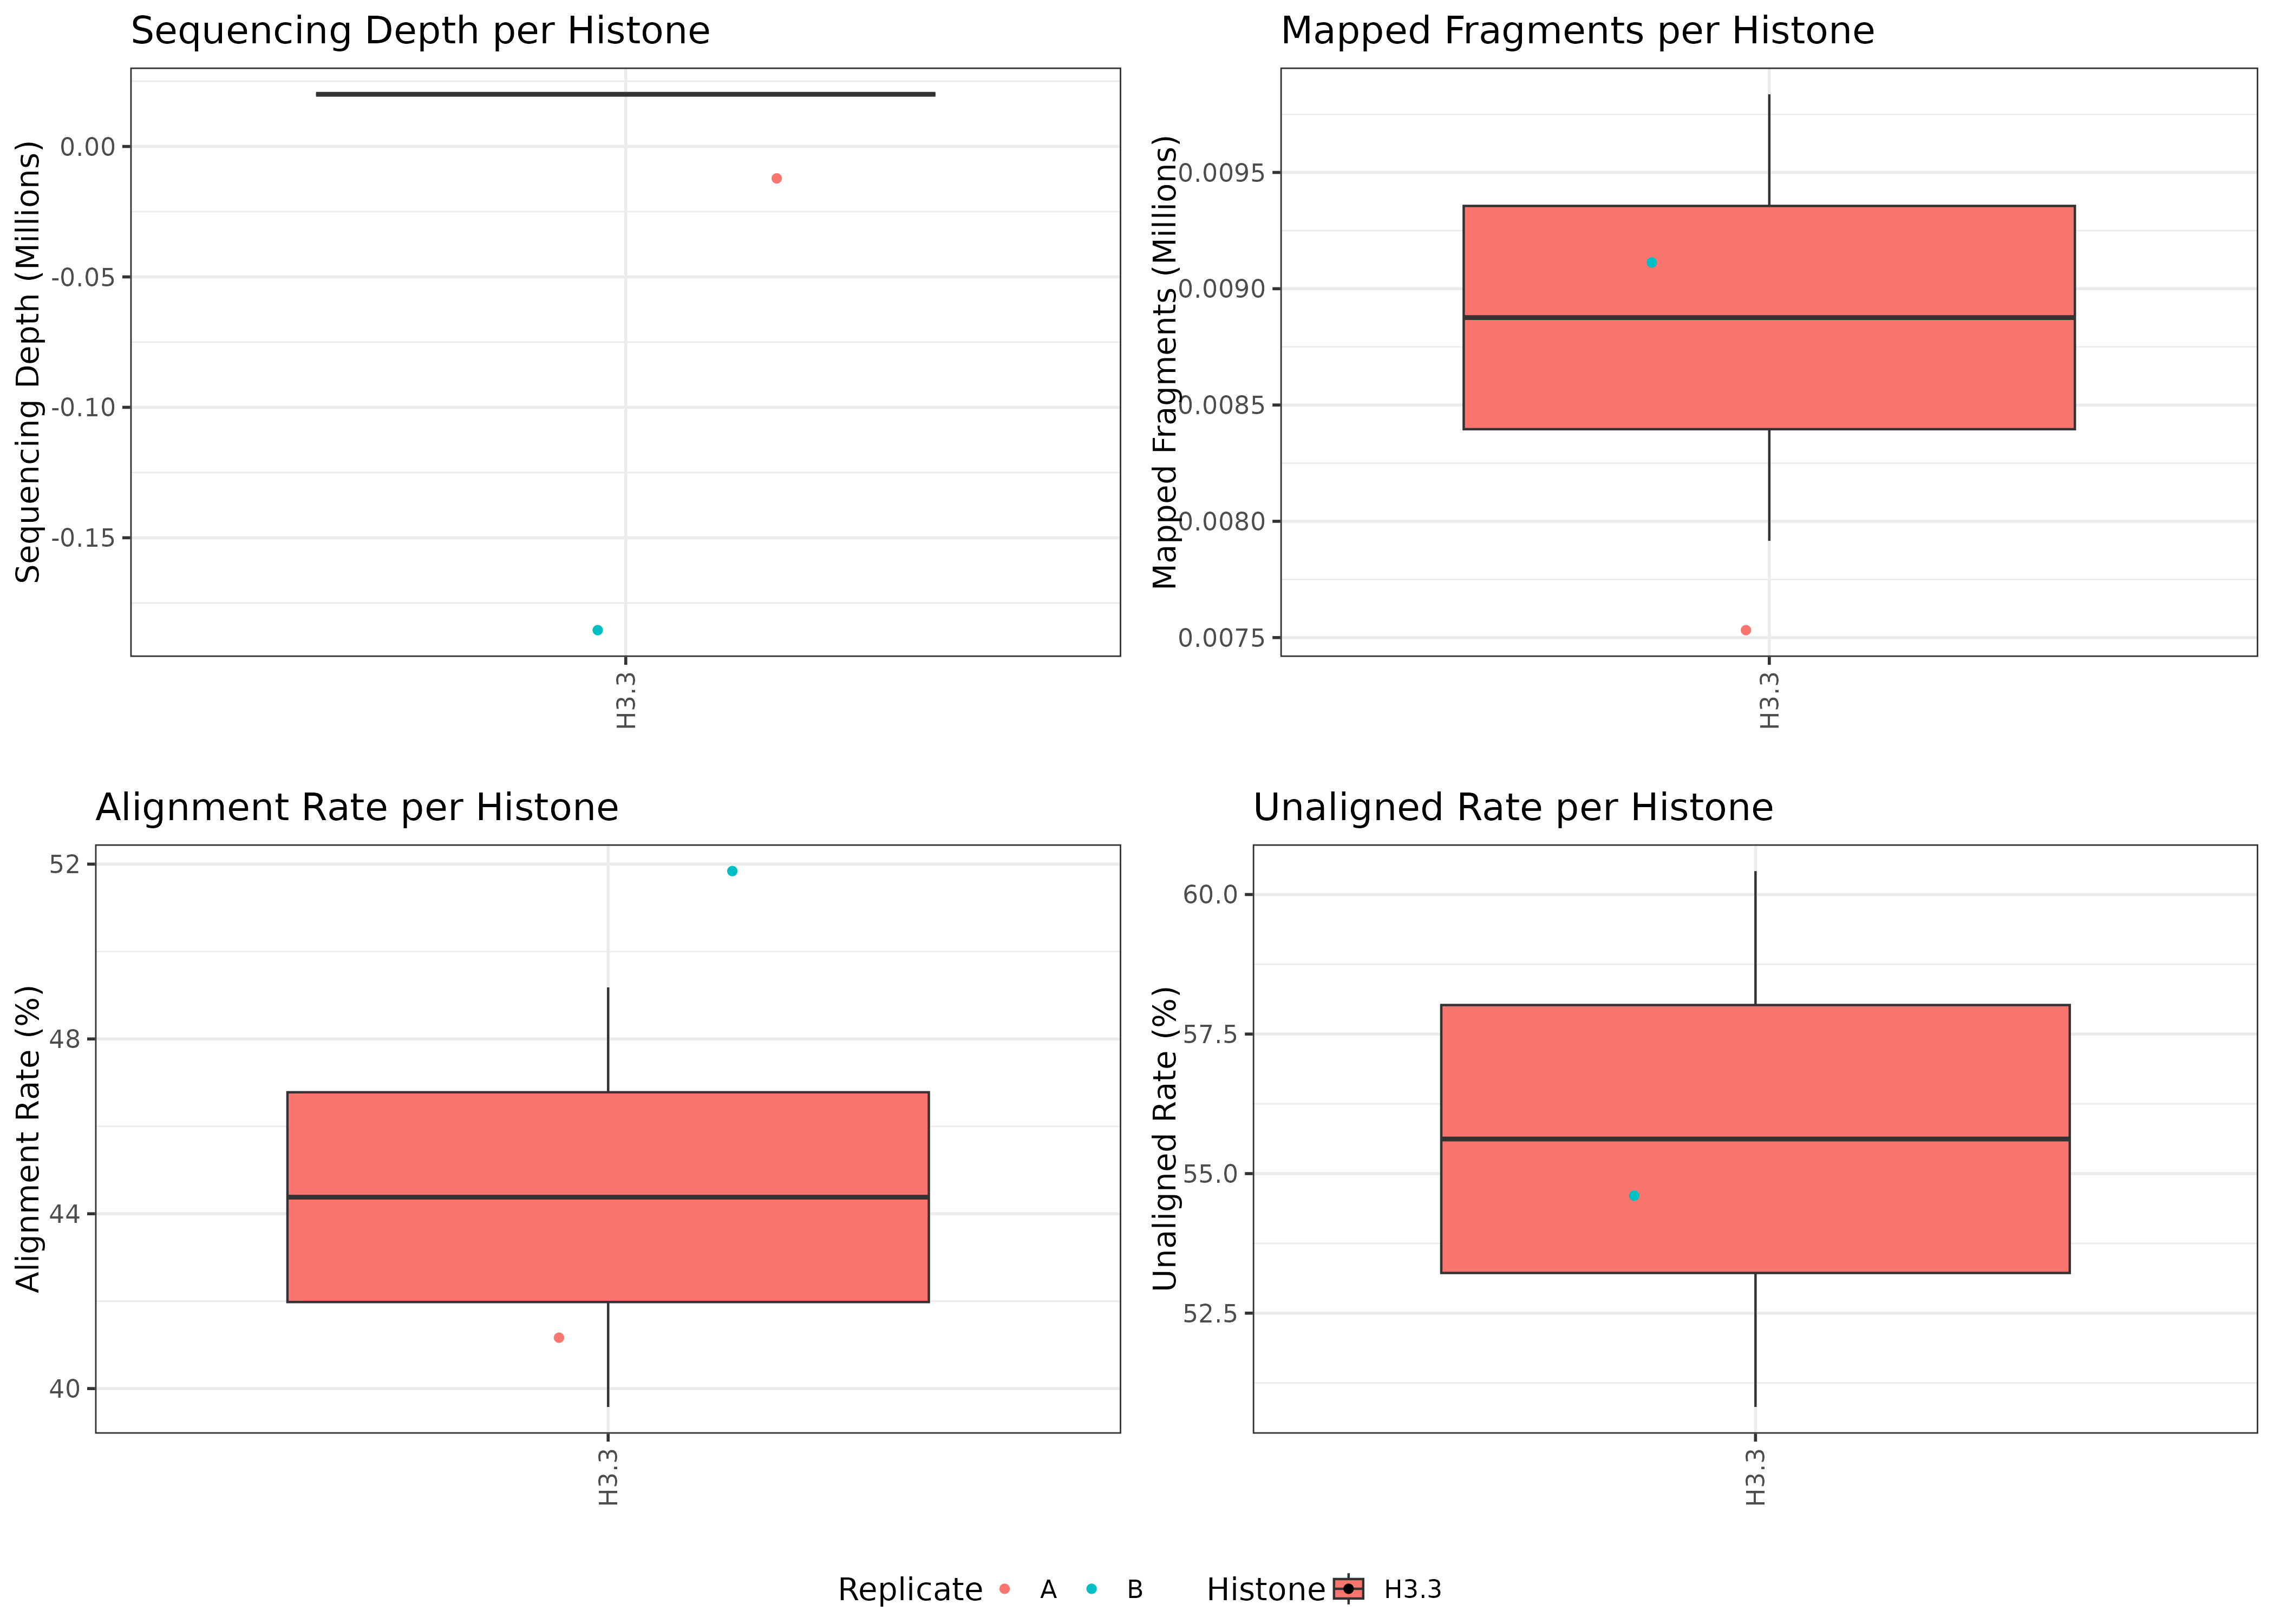 Sequencing Depth per Histone
Sequencing Depth (Millions)
0.00
-0.05
-0.10
-0.15
H3.3
Mapped Fragments per Histone
Mapped Fragments (Millions)
0.0095
0.0090
0.0085
0.0080
0.0075
H3.3
Alignment Rate per Histone
Alignment Rate (%)
52
48
44
40
H3.3
Unaligned Rate per Histone
Unaligned Rate (%)
60.0
57.5
55.0
52.5
H3.3
Replicate A B Histone H3.3